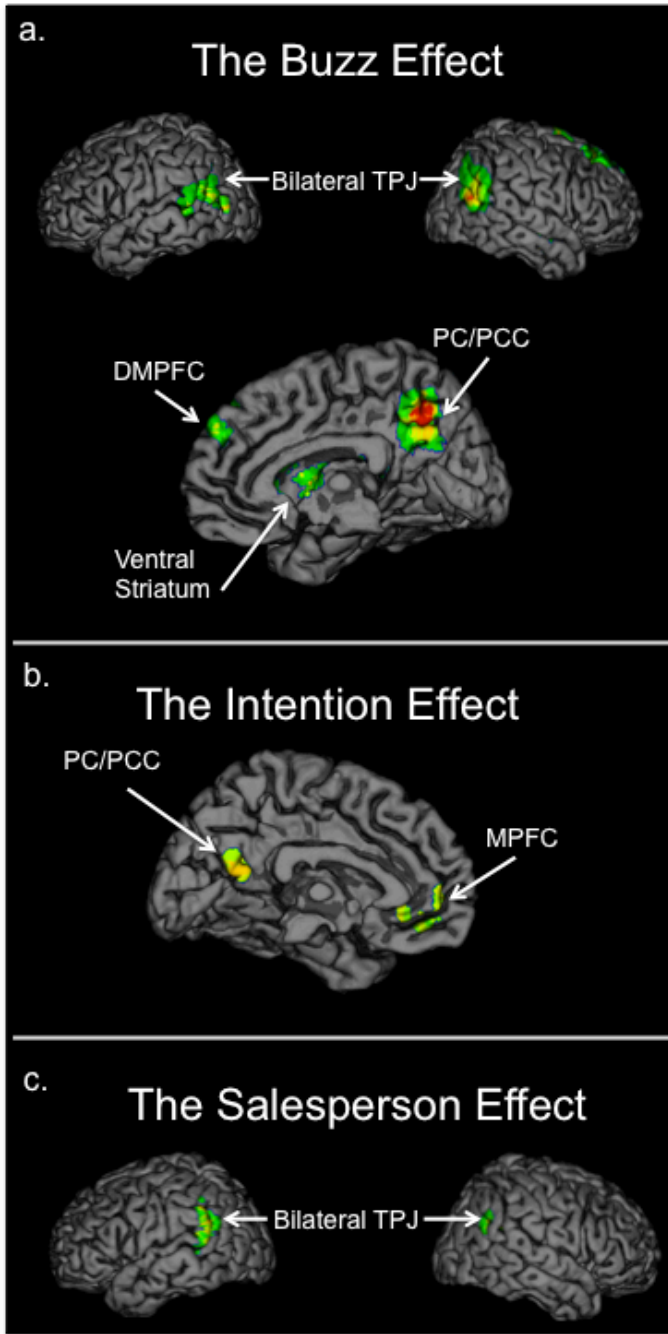 a.
The Buzz Effect
Bilateral TPJ
PC/PCC
DMPFC
Ventral
Striatum
b.
The Intention Effect
PC/PCC
MPFC
c.
The Salesperson Effect
Bilateral TPJ